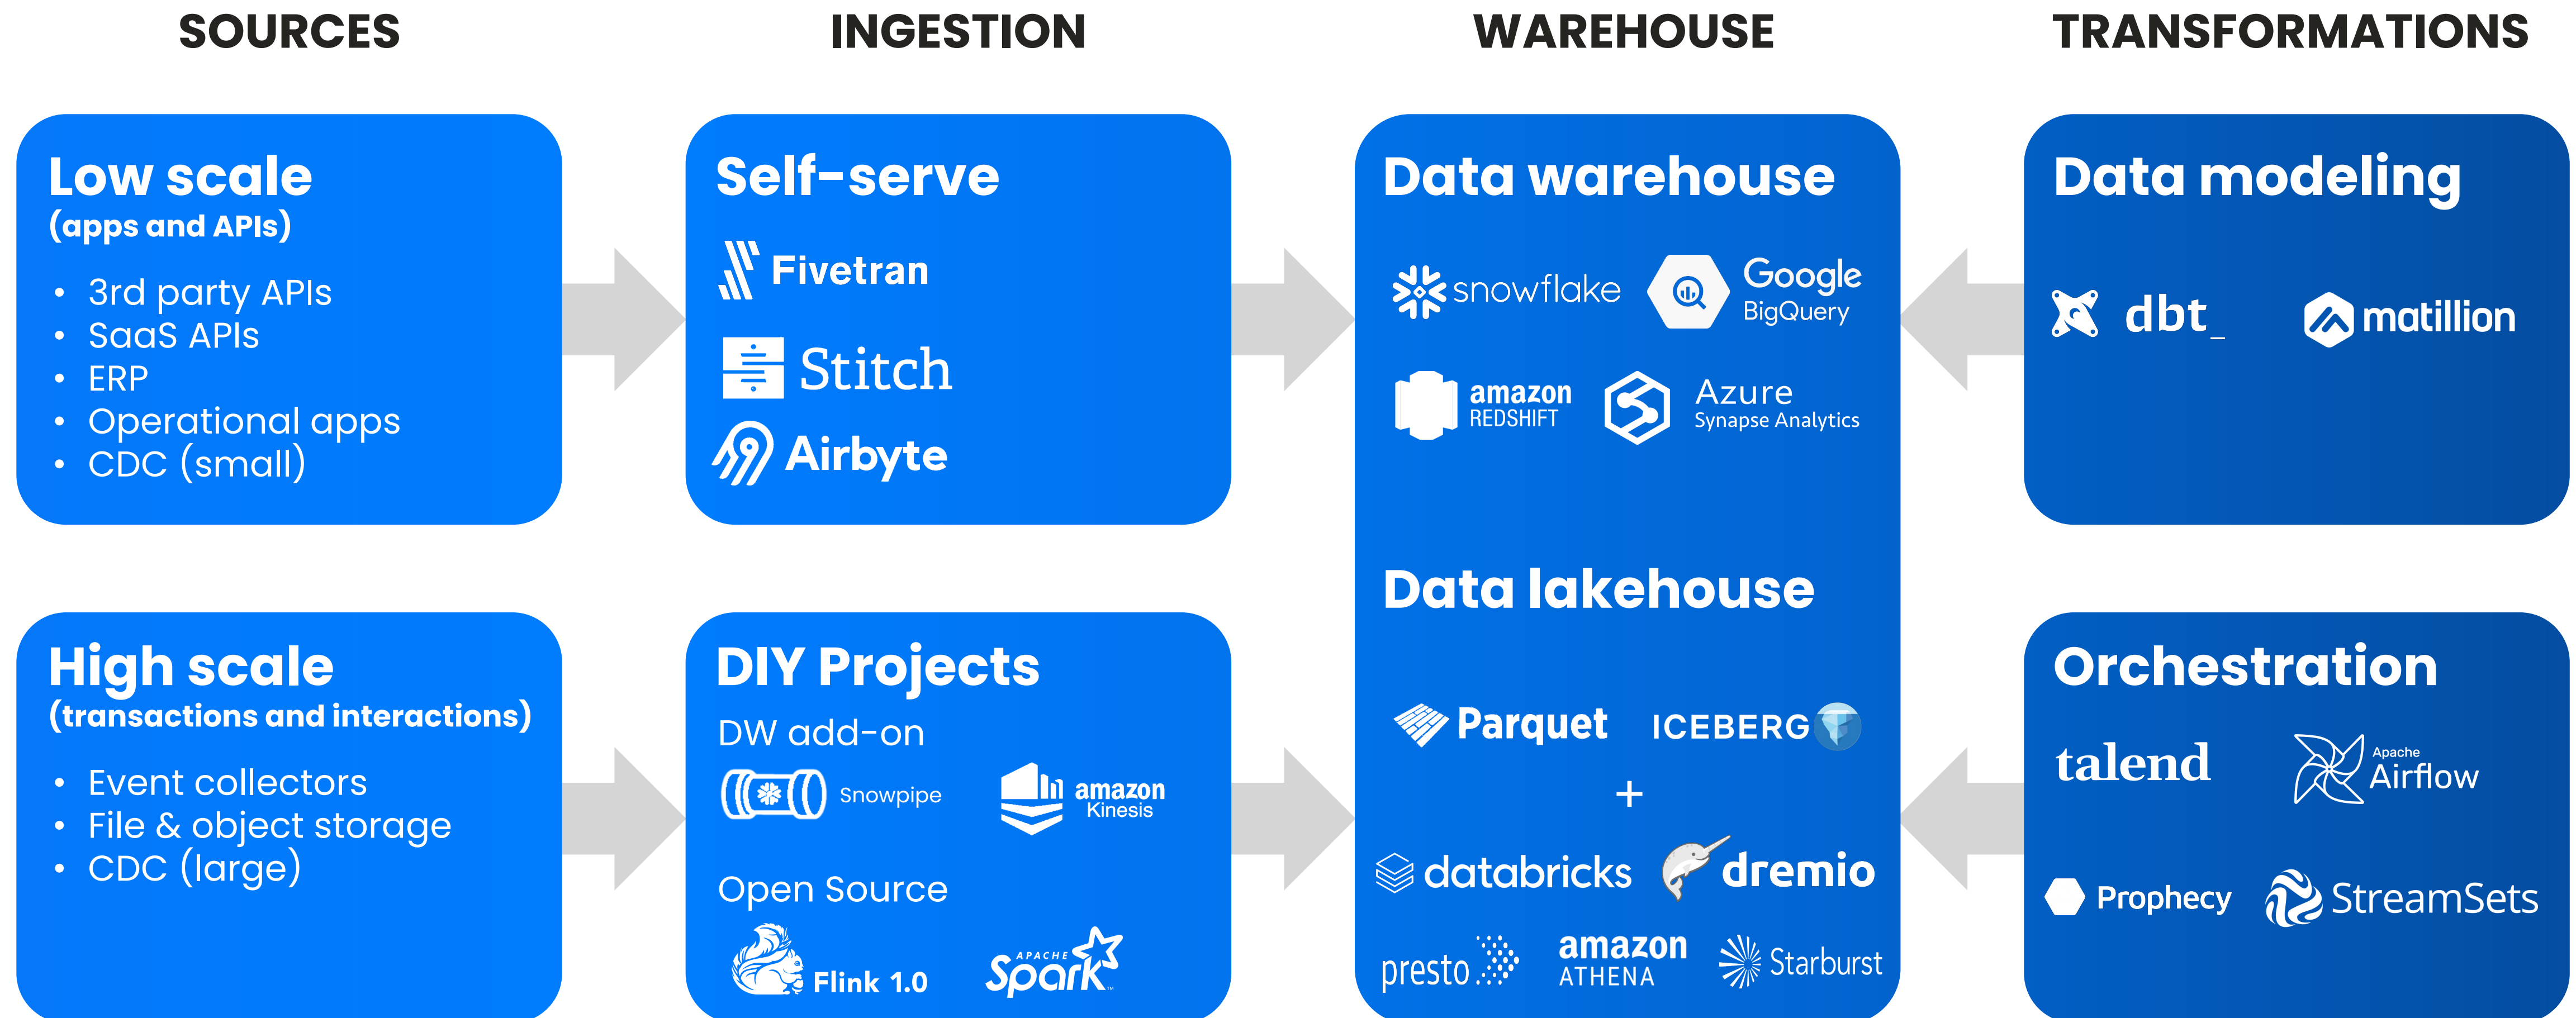 SOURCES
INGESTION
WAREHOUSE
TRANSFORMATIONS
Low scale
(apps and APIs)
• 3rd party APIs
• SaaS APIs
• ERP
• Operational apps
• CDC (small)
Self-serve
Fivetran
Stitch
Airbyte
Data warehouse
snowflake
Google
BigQuery
amazon
REDSHIFT
Azure
Synapse Analytics
Data modeling
dbt_
matillion
High scale
(transactions and interactions)
• Event collectors
• File & object storage
• CDC (large)
DIY Projects
DW add-on
Snowpipe
amazon
Kinesis
Open Source
Flink 1.0
APACHE
Spark™
Data lakehouse
Parquet
ICEBERG
+
databricks
dremio
presto
amazon
ATHENA
Starburst
Orchestration
talend
Apache
Airflow
Prophecy
StreamSets